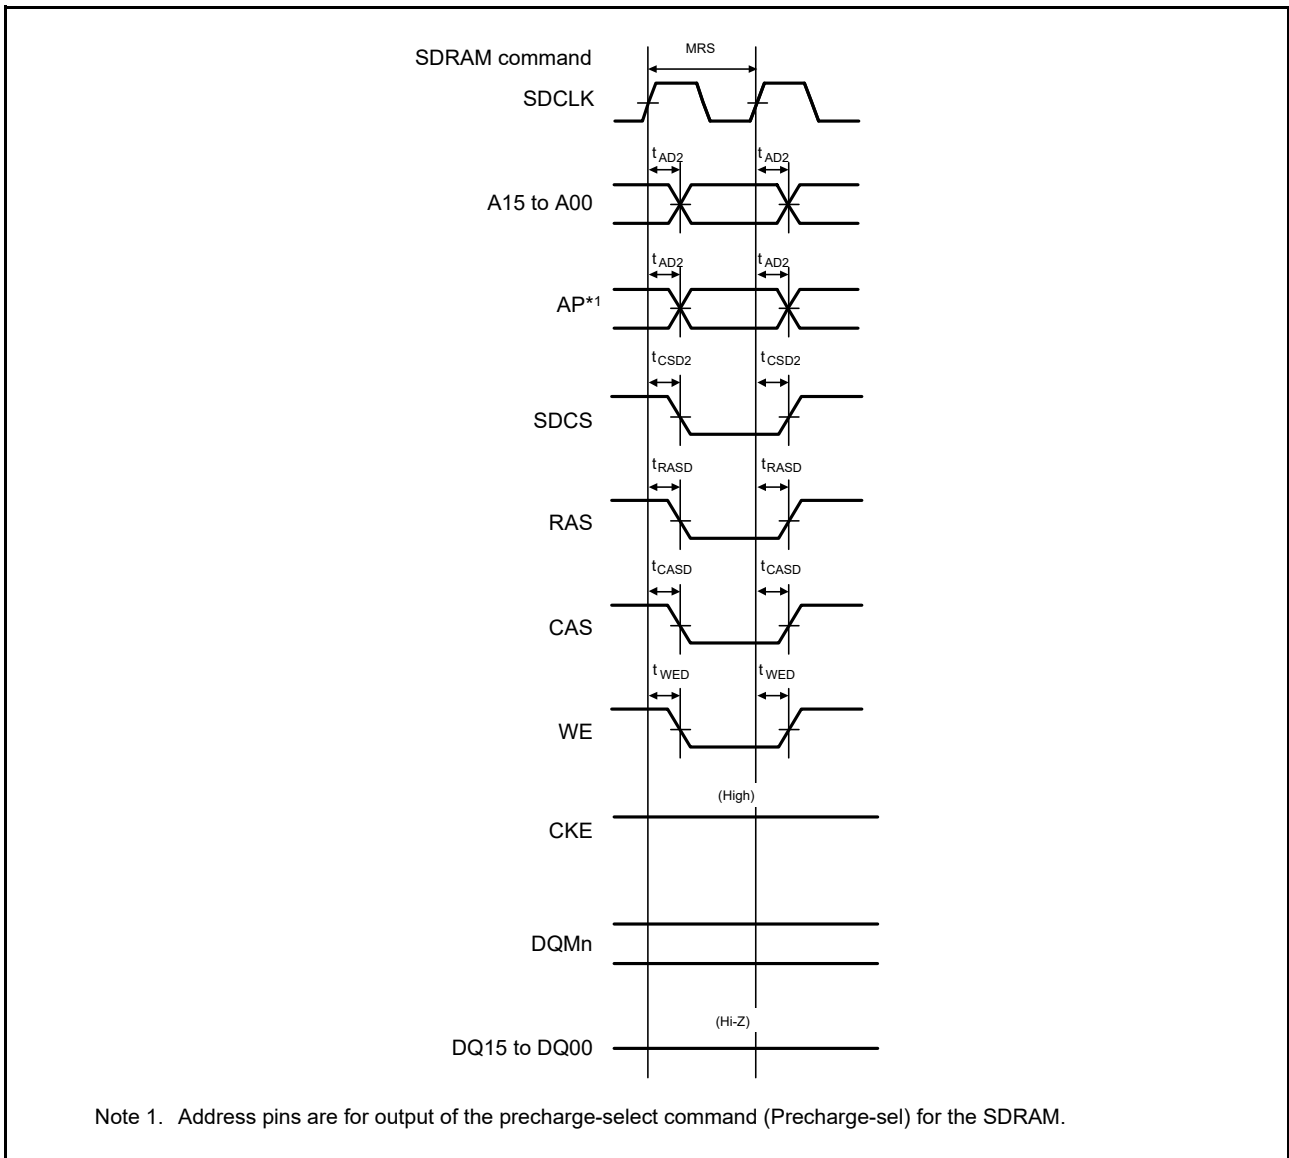 MRS
SDRAM command
SDCLK
tAD2 tAD2
A15 to A00
tAD2 tAD2
AP*1
tCSD2 tCSD2
SDCS
tRASD tRASD
RAS
tCASD tCASD
CAS
tWED tWED
WE
(High)
CKE
DQMn
(Hi-Z)
DQ15 to DQ00
Note 1. Address pins are for output of the precharge-select command (Precharge-sel) for the SDRAM.